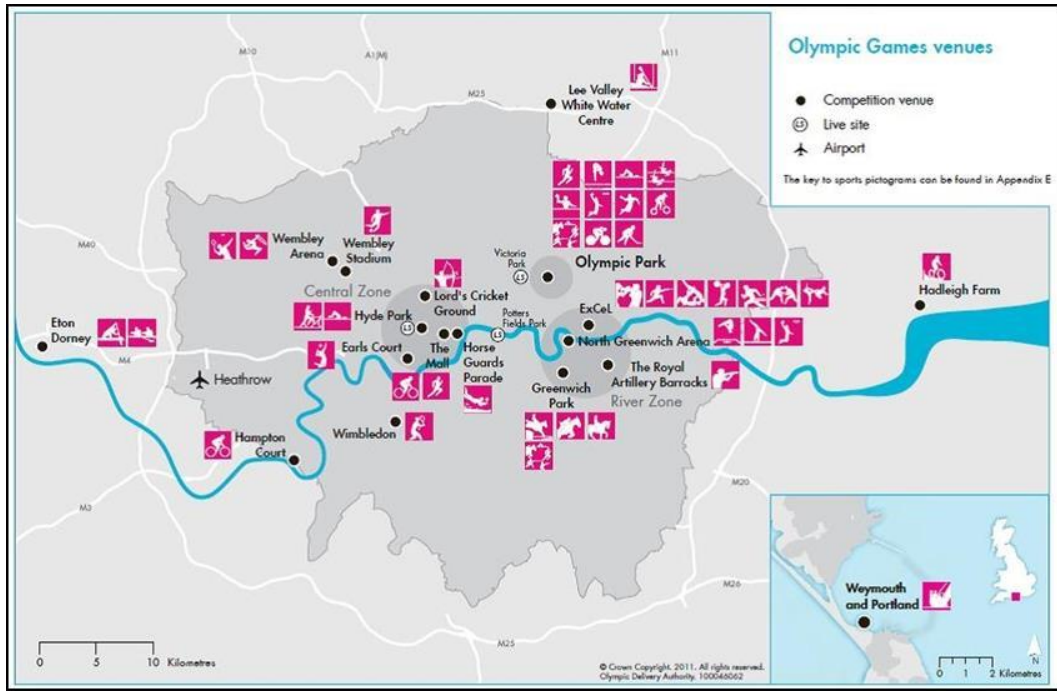 Olympic Games venues
Competition venue
LS
Live site
Airport
The key to sports pictograms can be found in Appendix E
A1(M)
M11
M25
Lee Valley
White Water
Centre
M40
Wembley
Arena
Wembley
Stadium
Victoria
Park
LS
Olympic Park
Central Zone
Lord's Cricket
Ground
Hyde Park
LS
Potters
Fields Park
LS
ExCeL
Hadleigh Farm
Eton
Dorney
M4
Earls Court
The
Mall
Horse
Guards
Parade
North Greenwich Arena
Heathrow
Greenwich
Park
The Royal
Artillery Barracks
River Zone
Wimbledon
Hampton
Court
M3
M20
M26
M25
Weymouth
and Portland
0 5 10 Kilometres
© Crown Copyright. 2011. All rights reserved.
Olympic Delivery Authority. 100046062
N
0 1 2 Kilometres